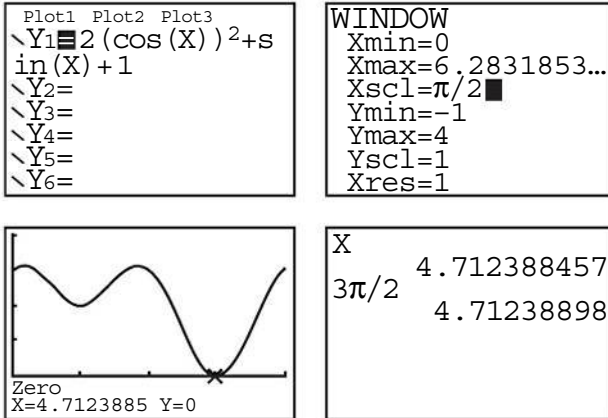 Plot1 Plot2 Plot3
\Y1=2(cos(X))²+s
in(X)+1
\Y2=
\Y3=
\Y4=
\Y5=
\Y6=
WINDOW
Xmin=0
Xmax=6.2831853…
Xscl=π/2
Ymin=-1
Ymax=4
Yscl=1
Xres=1
Zero
X=4.7123885 Y=0
X
4.712388457
3π/2
4.71238898